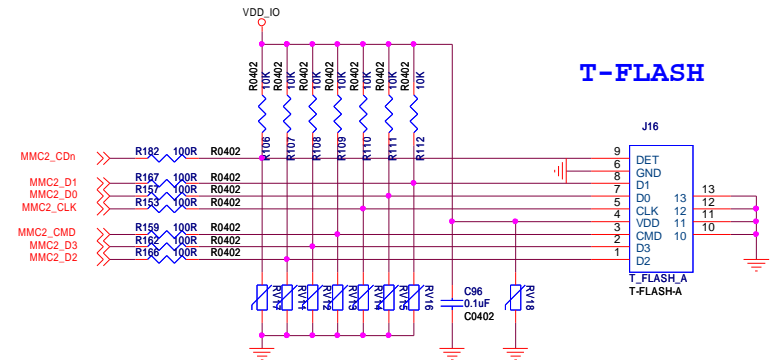 VDD_IO
T-FLASH
R0402 10K R0402 10K R0402 10K R0402 10K R0402 10K R0402 10K R0402 10K
J16
R106 R107 R108 R109 R110 R111 R112
MMC2_CDn R182 100R R0402 9 DET
6 GND
MMC2_D1 R167 100R R0402 8 D1
MMC2_D0 R157 100R R0402 7 D0 13 13
MMC2_CLK R153 100R R0402 5 CLK 12 12
4 VDD 11 11
MMC2_CMD R159 100R R0402 3 CMD 10 10
MMC2_D3 R162 100R R0402 2 D3
MMC2_D2 R166 100R R0402 1 D2
T_FLASH_A
T-FLASH-A
RV11 RV12 RV14 RV15 RV16 RV18
C96
0.1uF
C0402